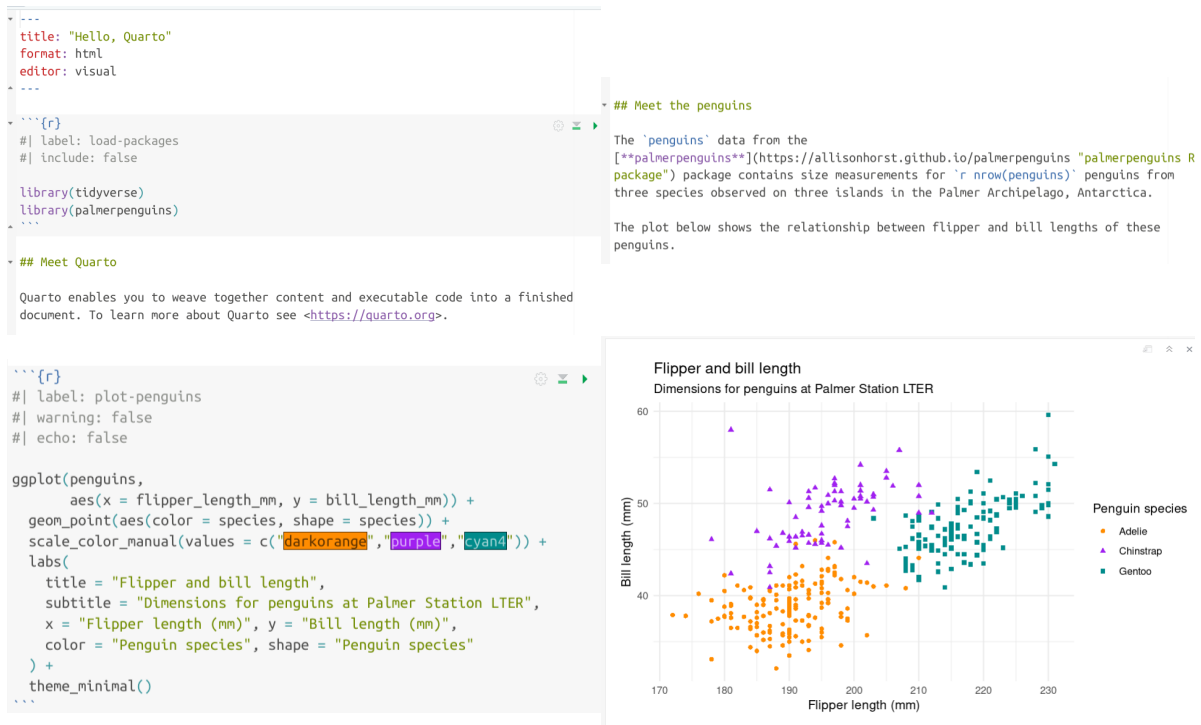 ---
title: "Hello, Quarto"
format: html
editor: visual
---
```{r}
#| label: load-packages
#| include: false
library(tidyverse)
library(palmerpenguins)
```
## Meet Quarto
Quarto enables you to weave together content and executable code into a finished
document. To learn more about Quarto see <https://quarto.org>.
## Meet the penguins
The `penguins` data from the
[**palmerpenguins**](https://allisonhorst.github.io/palmerpenguins "palmerpenguins R
package") package contains size measurements for `r nrow(penguins)` penguins from
three species observed on three islands in the Palmer Archipelago, Antarctica.
The plot below shows the relationship between flipper and bill lengths of these
penguins.
```{r}
#| label: plot-penguins
#| warning: false
#| echo: false
ggplot(penguins,
       aes(x = flipper_length_mm, y = bill_length_mm)) +
  geom_point(aes(color = species, shape = species)) +
  scale_color_manual(values = c("darkorange","purple","cyan4")) +
  labs(
    title = "Flipper and bill length",
    subtitle = "Dimensions for penguins at Palmer Station LTER",
    x = "Flipper length (mm)", y = "Bill length (mm)",
    color = "Penguin species", shape = "Penguin species"
  ) +
  theme_minimal()
```
Flipper and bill length
Dimensions for penguins at Palmer Station LTER
60
50
40
Bill length (mm)
170 180 190 200 210 220 230
Flipper length (mm)
Penguin species
Adelie
Chinstrap
Gentoo